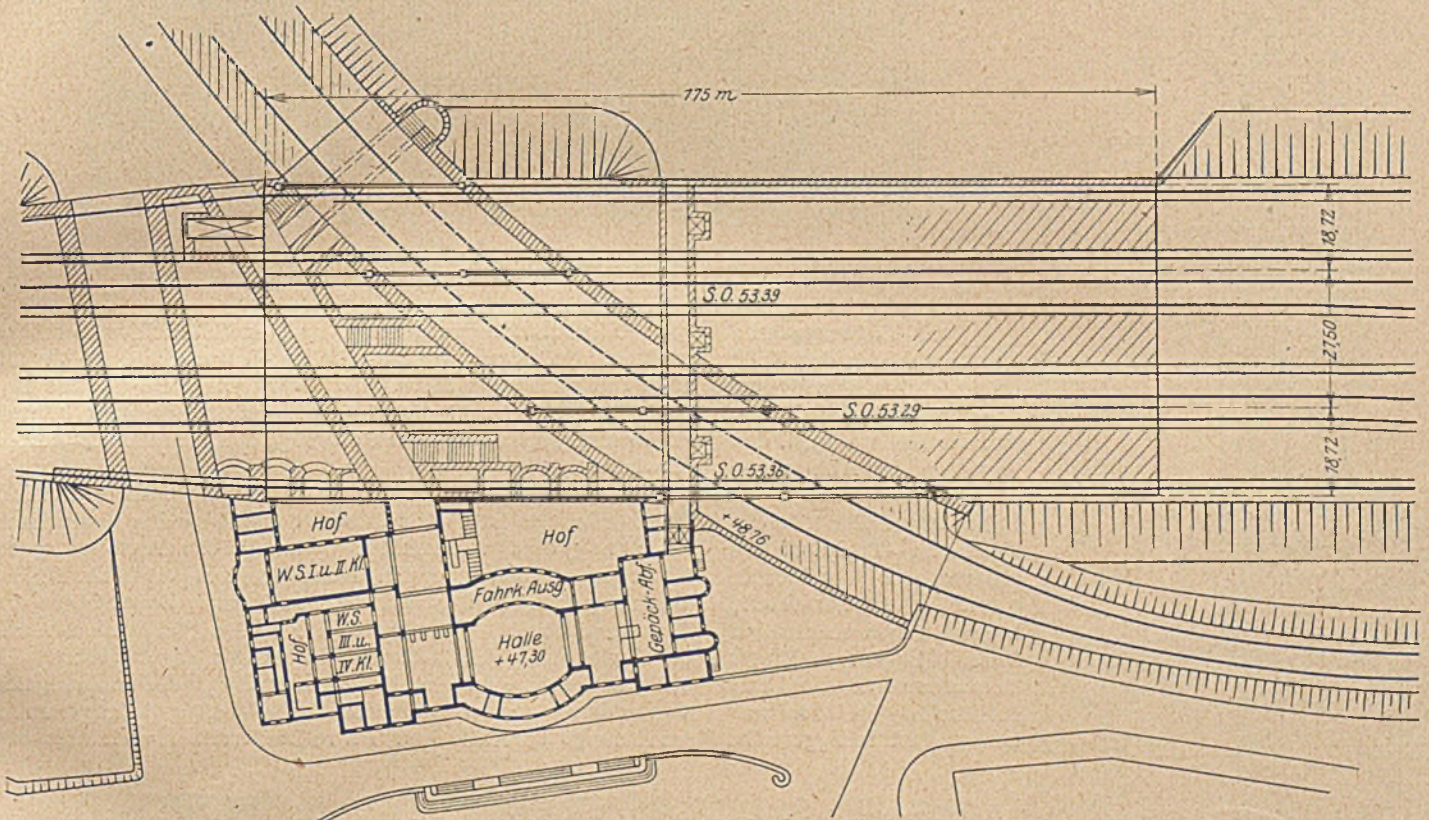 175 m
18,72
S.O. 53.39
27,50
S.O. 53.29
18,72
S.O. 53.36
+48,76
Hof
Hof
W.S. I u. II. Kl.
Fahrk. Ausg.
Gepäck-Abf.
Hof
W.S.
III. u.
IV. Kl.
Halle
+47,30